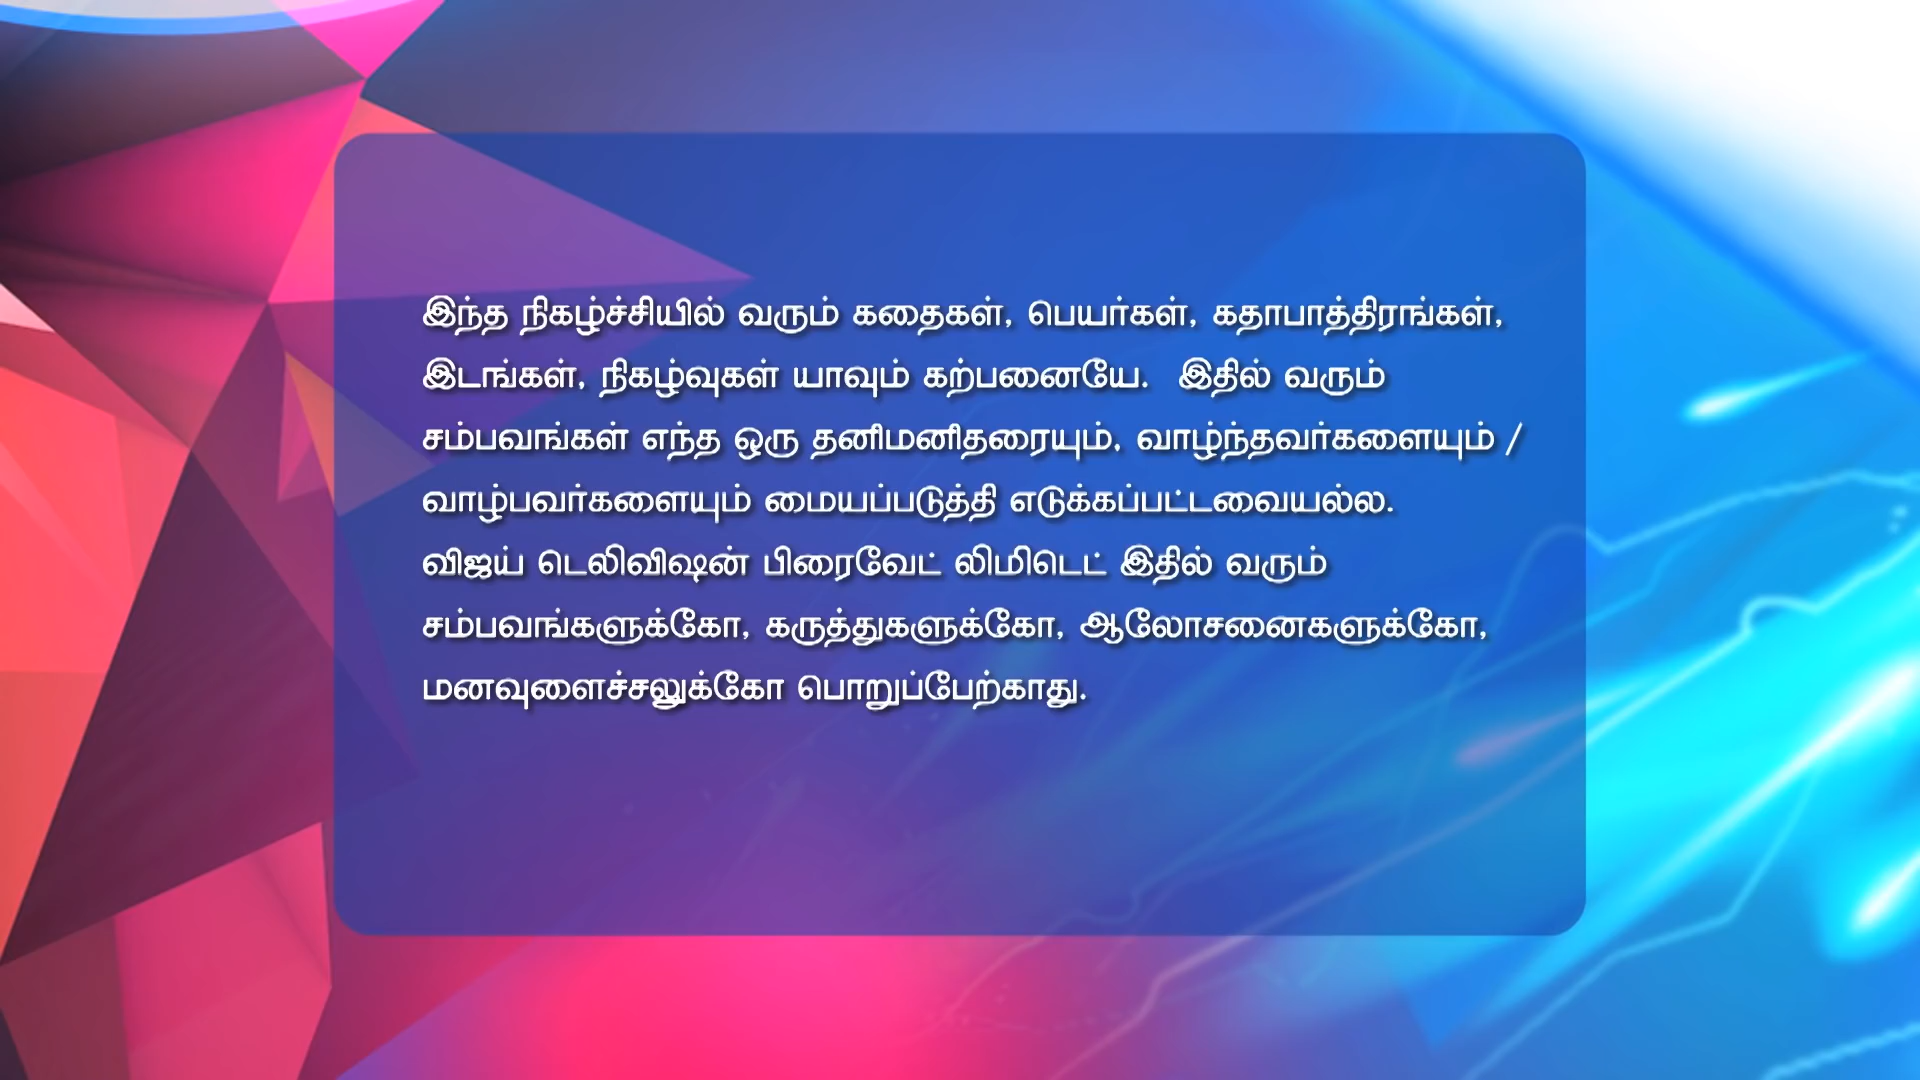 இந்த நிகழ்ச்சியில் வரும் கதைகள், பெயர்கள், கதாபாத்திரங்கள்,
இடங்கள், நிகழ்வுகள் யாவும் கற்பனையே. இதில் வரும்
சம்பவங்கள் எந்த ஒரு தனிமனிதரையும், வாழ்ந்தவர்களையும் /
வாழ்பவர்களையும் மையப்படுத்தி எடுக்கப்பட்டவையல்ல.
விஜய் டெலிவிஷன் பிரைவேட் லிமிடெட் இதில் வரும்
சம்பவங்களுக்கோ, கருத்துகளுக்கோ, ஆலோசனைகளுக்கோ,
மனவுளைச்சலுக்கோ பொறுப்பேற்காது.